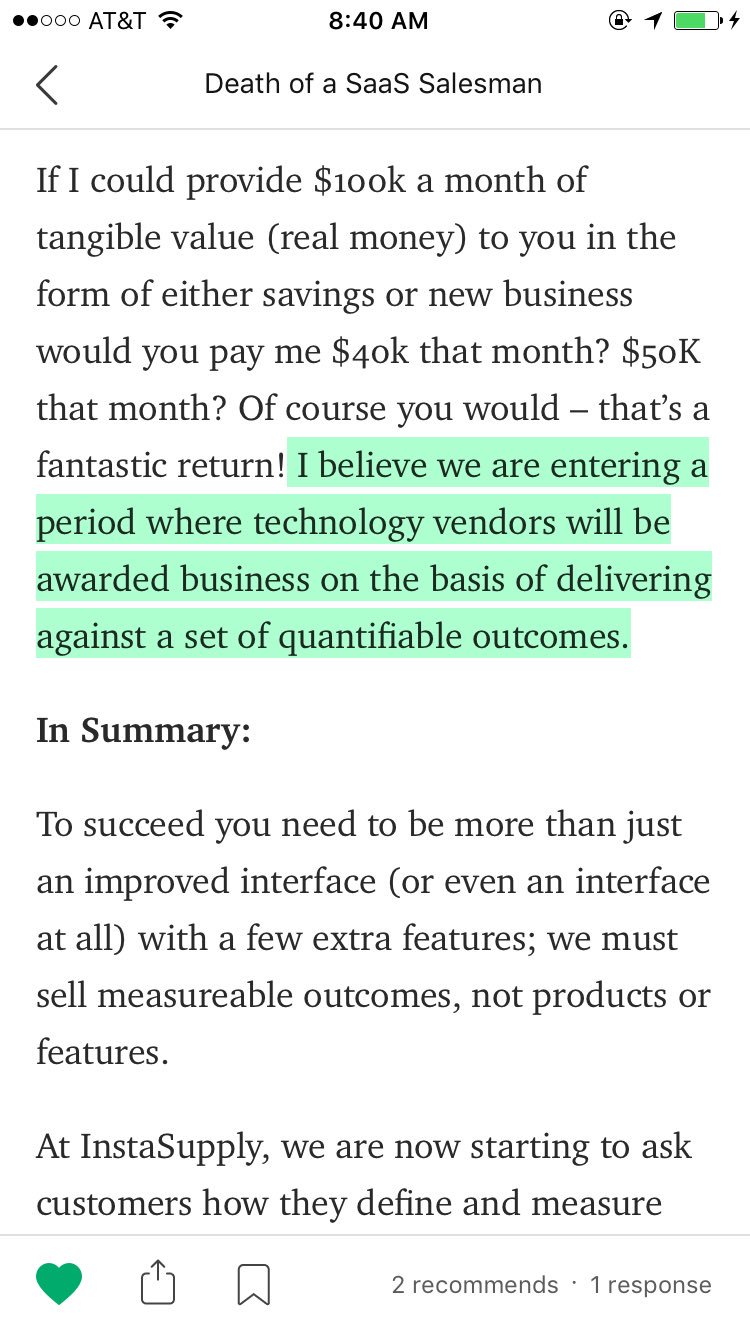 AT&T 8:40 AM
Death of a SaaS Salesman
If I could provide $100k a month of
tangible value (real money) to you in the
form of either savings or new business
would you pay me $40k that month? $50K
that month? Of course you would – that’s a
fantastic return! I believe we are entering a
period where technology vendors will be
awarded business on the basis of delivering
against a set of quantifiable outcomes.
In Summary:
To succeed you need to be more than just
an improved interface (or even an interface
at all) with a few extra features; we must
sell measureable outcomes, not products or
features.
At InstaSupply, we are now starting to ask
customers how they define and measure
2 recommends · 1 response